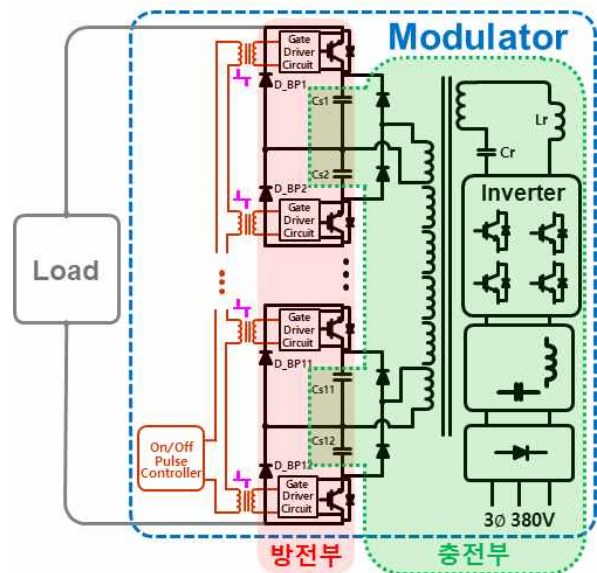 Modulator
Gate
Driver
Circuit
D_BP1
Cs1
Cs2
D_BP2
Gate
Driver
Circuit
Lr
Cr
Inverter
Load
Gate
Driver
Circuit
D_BP11
Cs11
Cs12
D_BP12
Gate
Driver
Circuit
On/Off
Pulse
Controller
3Ø 380V
방전부
충전부